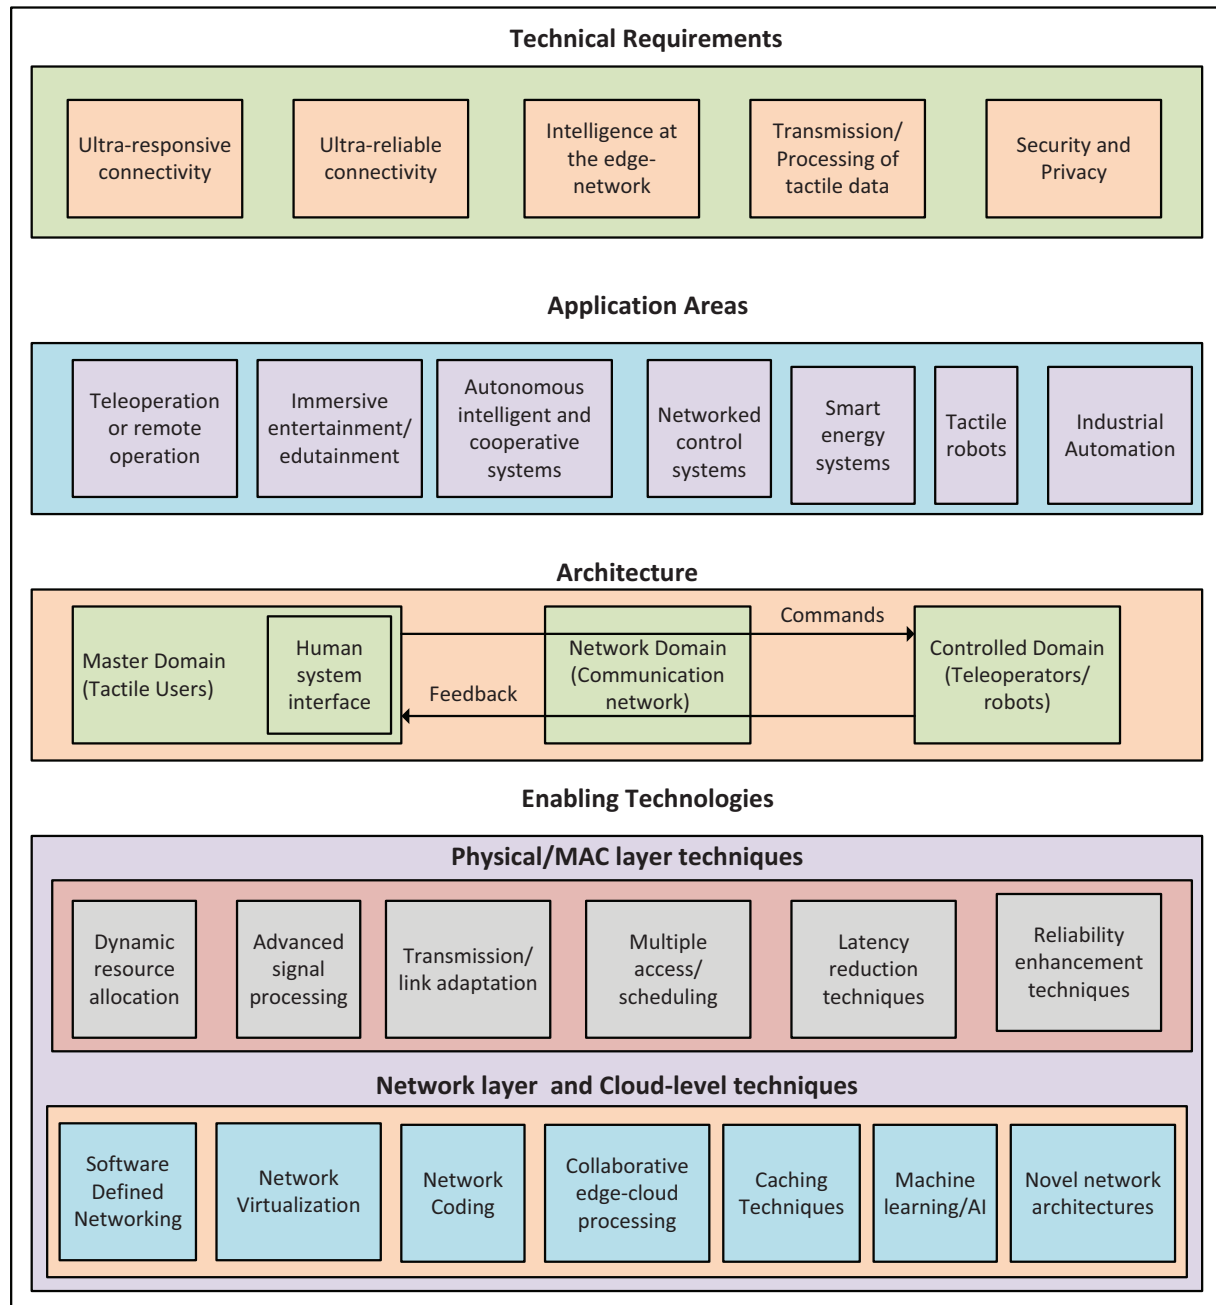 Technical Requirements
Ultra-responsive
connectivity
Ultra-reliable
connectivity
Intelligence at
the edge-
network
Transmission/
Processing of
tactile data
Security and
Privacy
Application Areas
Teleoperation
or remote
operation
Immersive
entertainment/
edutainment
Autonomous
intelligent and
cooperative
systems
Networked
control
systems
Smart
energy
systems
Tactile
robots
Industrial
Automation
Architecture
Master Domain
(Tactile Users)
Human
system
interface
Feedback
Network Domain
(Communication
network)
Commands
Controlled Domain
(Teleoperators/
robots)
Enabling Technologies
Physical/MAC layer techniques
Dynamic
resource
allocation
Advanced
signal
processing
Transmission/
link adaptation
Multiple
access/
scheduling
Latency
reduction
techniques
Reliability
enhancement
techniques
Network layer and Cloud-level techniques
Software
Defined
Networking
Network
Virtualization
Network
Coding
Collaborative
edge-cloud
processing
Caching
Techniques
Machine
learning/AI
Novel network
architectures